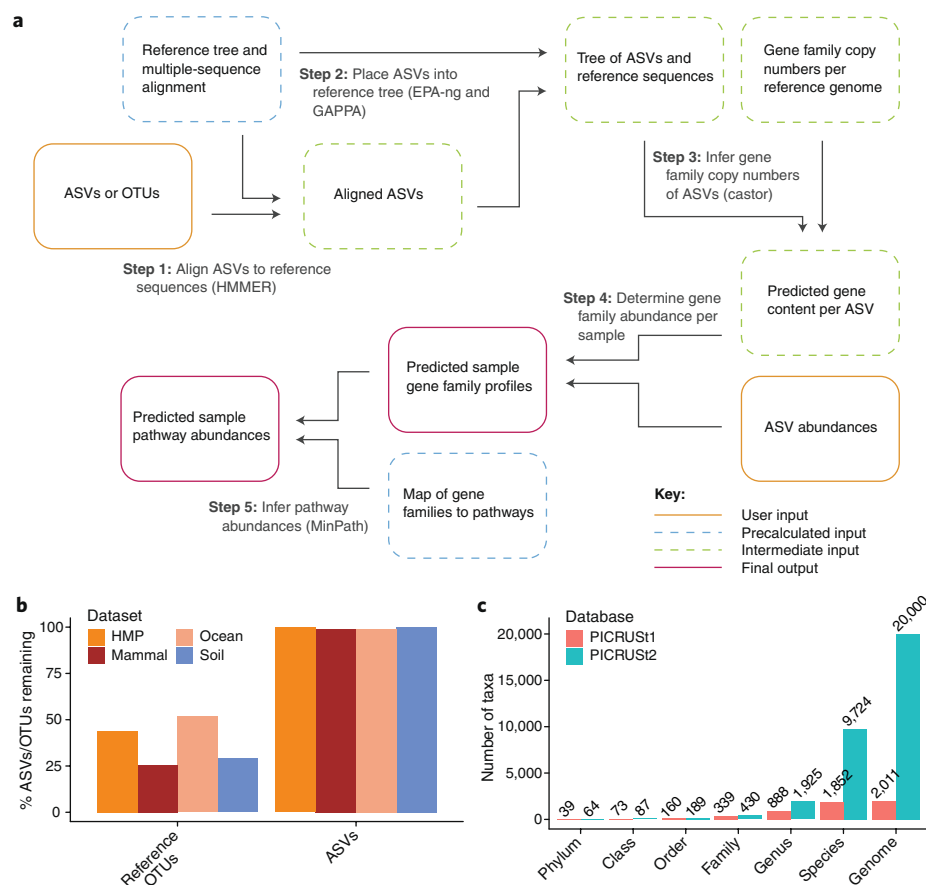 a
Reference tree and
multiple-sequence
alignment
Step 2: Place ASVs into
reference tree (EPA-ng and
GAPPA)
Tree of ASVs and
reference sequences
Gene family copy
numbers per
reference genome
ASVs or OTUs
Aligned ASVs
Step 3: Infer gene
family copy numbers
of ASVs (castor)
Step 1: Align ASVs to reference
sequences (HMMER)
Step 4: Determine gene
family abundance per
sample
Predicted gene
content per ASV
Predicted sample
pathway abundances
Predicted sample
gene family profiles
ASV abundances
Step 5: Infer pathway
abundances (MinPath)
Map of gene
families to pathways
Key:
User input
Precalculated input
Intermediate input
Final output
b
Dataset
HMP
Ocean
Mammal
Soil
% ASVs/OTUs remaining
100
75
50
25
0
Reference
OTUs
ASVs
c
Database
PICRUSt1
PICRUSt2
Number of taxa
20,000
15,000
10,000
5,000
0
39
64
73
87
160
189
339
430
888
1,925
1,852
9,724
2,011
20,000
Phylum
Class
Order
Family
Genus
Species
Genome